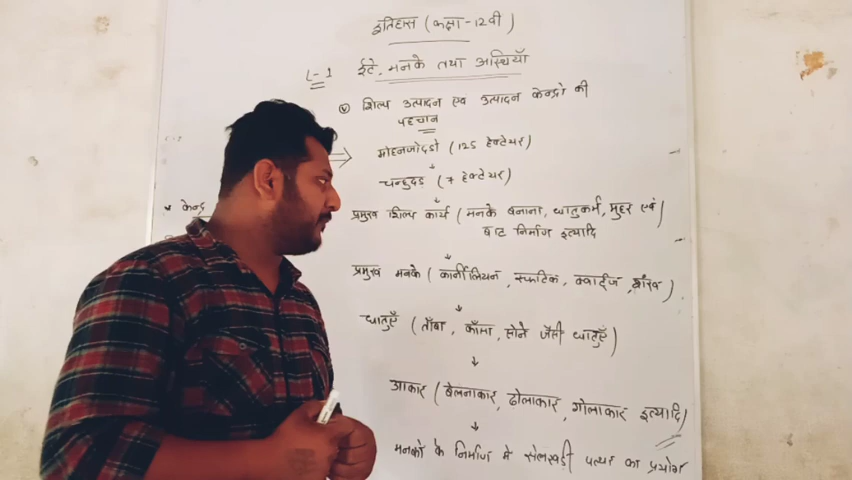 इतिहास (कक्षा-12वी)
L-1 ईटे, मनके तथा अस्थियाँ
शिल्प उत्पादन एवं उत्पादन केन्द्रो की
पहचान
मोहनजोदडो (125 हेक्टेयर)
चन्हुदड (7 हेक्टेयर)
* केन्द्र
प्रमुख शिल्प कार्य (मनके बनाना, धातुकर्म, मुहर एवं
बाट निर्माण इत्यादि)
प्रमुख मनके (कार्नीलियन, स्फटिक, क्वार्ट्ज, शंख)
धातुएँ (ताँबा, काँसा, सोने जैसी धातुएँ)
आकार (बेलनाकार, ढोलाकार, गोलाकार इत्यादि)
मनको के निर्माण मे सेलखड़ी पत्थर का प्रयोग